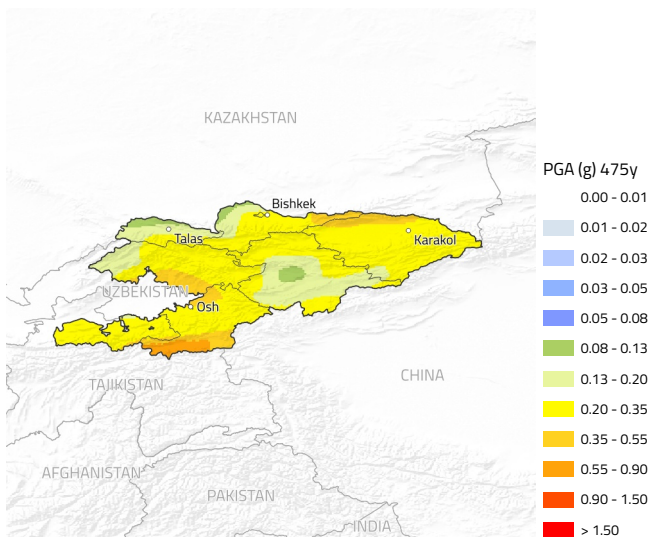 KAZAKHSTAN
Bishkek
Talas
Karakol
UZBEKISTAN
Osh
TAJIKISTAN
CHINA
AFGHANISTAN
PAKISTAN
INDIA
PGA (g) 475y
0.00 - 0.01
0.01 - 0.02
0.02 - 0.03
0.03 - 0.05
0.05 - 0.08
0.08 - 0.13
0.13 - 0.20
0.20 - 0.35
0.35 - 0.55
0.55 - 0.90
0.90 - 1.50
> 1.50